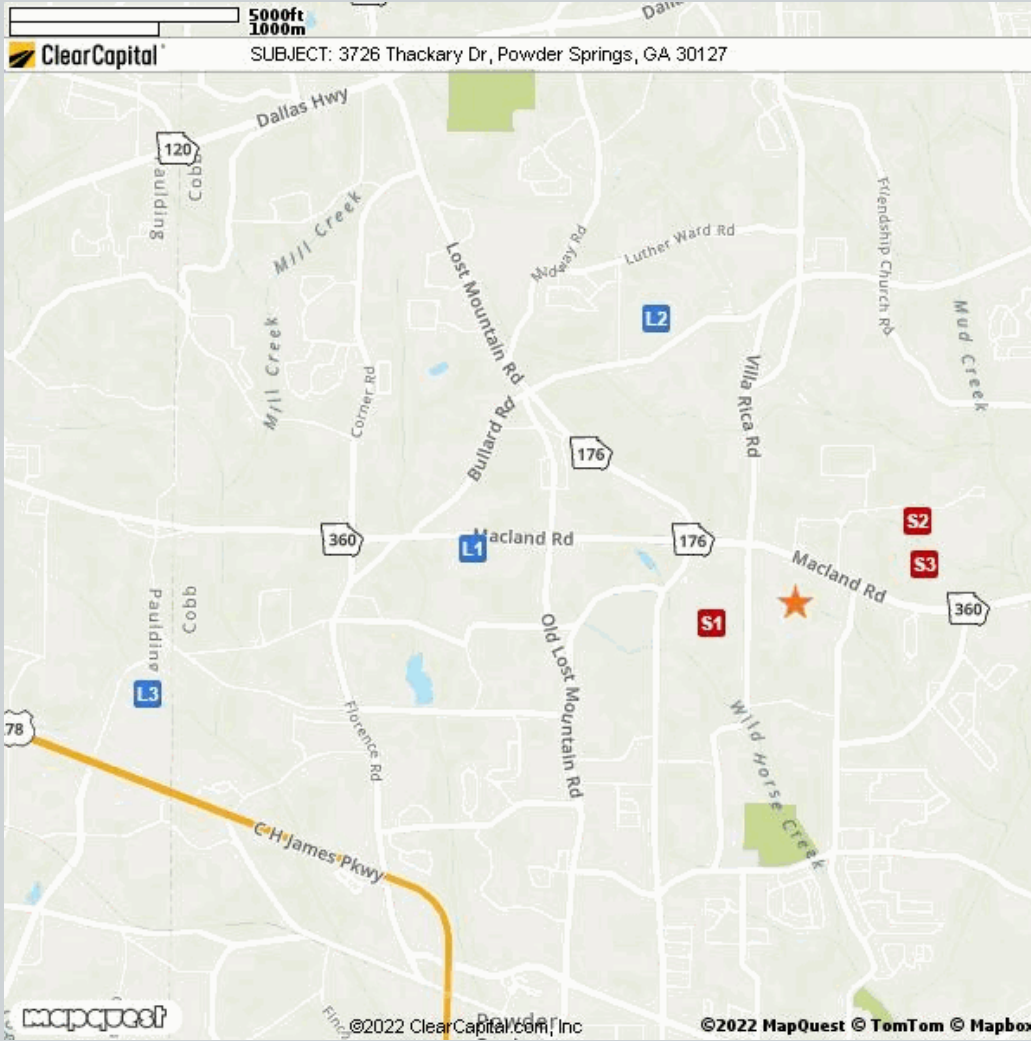 5000ft
1000m
ClearCapital
SUBJECT: 3726 Thackary Dr, Powder Springs, GA 30127
Dallas Hwy
120
Paulding
Cobb
Mill Creek
Lost Mountain Rd
Midway Rd
Luther Ward Rd
Friendship Church Rd
L2
Mud Creek
Mill Creek
Corner Rd
Villa Rica Rd
Bullard Rd
176
S2
360
L1
Macland Rd
176
Macland Rd
S3
360
S1
Paulding
Cobb
Old Lost Mountain Rd
L3
78
Florence Rd
Wild Horse Creek
C H James Pkwy
mapquest
Powder
©2022 ClearCapital.com, Inc
©2022 MapQuest © TomTom © Mapbox